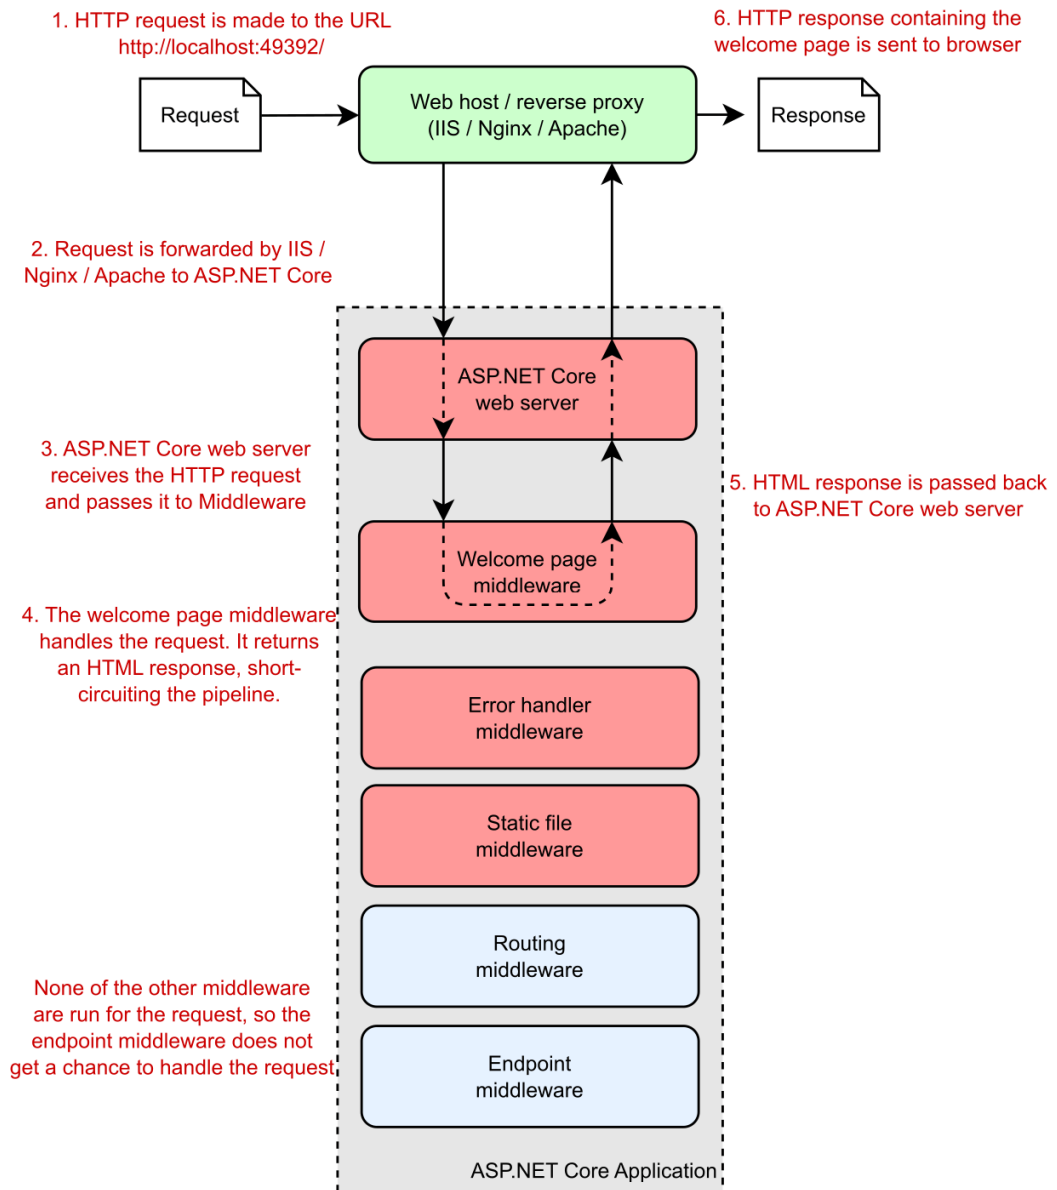 1. HTTP request is made to the URL
http://localhost:49392/
6. HTTP response containing the
welcome page is sent to browser
Request
Web host / reverse proxy
(IIS / Nginx / Apache)
Response
2. Request is forwarded by IIS /
Nginx / Apache to ASP.NET Core
ASP.NET Core
web server
3. ASP.NET Core web server
receives the HTTP request
and passes it to Middleware
5. HTML response is passed back
to ASP.NET Core web server
Welcome page
middleware
4. The welcome page middleware
handles the request. It returns
an HTML response, short-
circuiting the pipeline.
Error handler
middleware
Static file
middleware
Routing
middleware
None of the other middleware
are run for the request, so the
endpoint middleware does not
get a chance to handle the request
Endpoint
middleware
ASP.NET Core Application